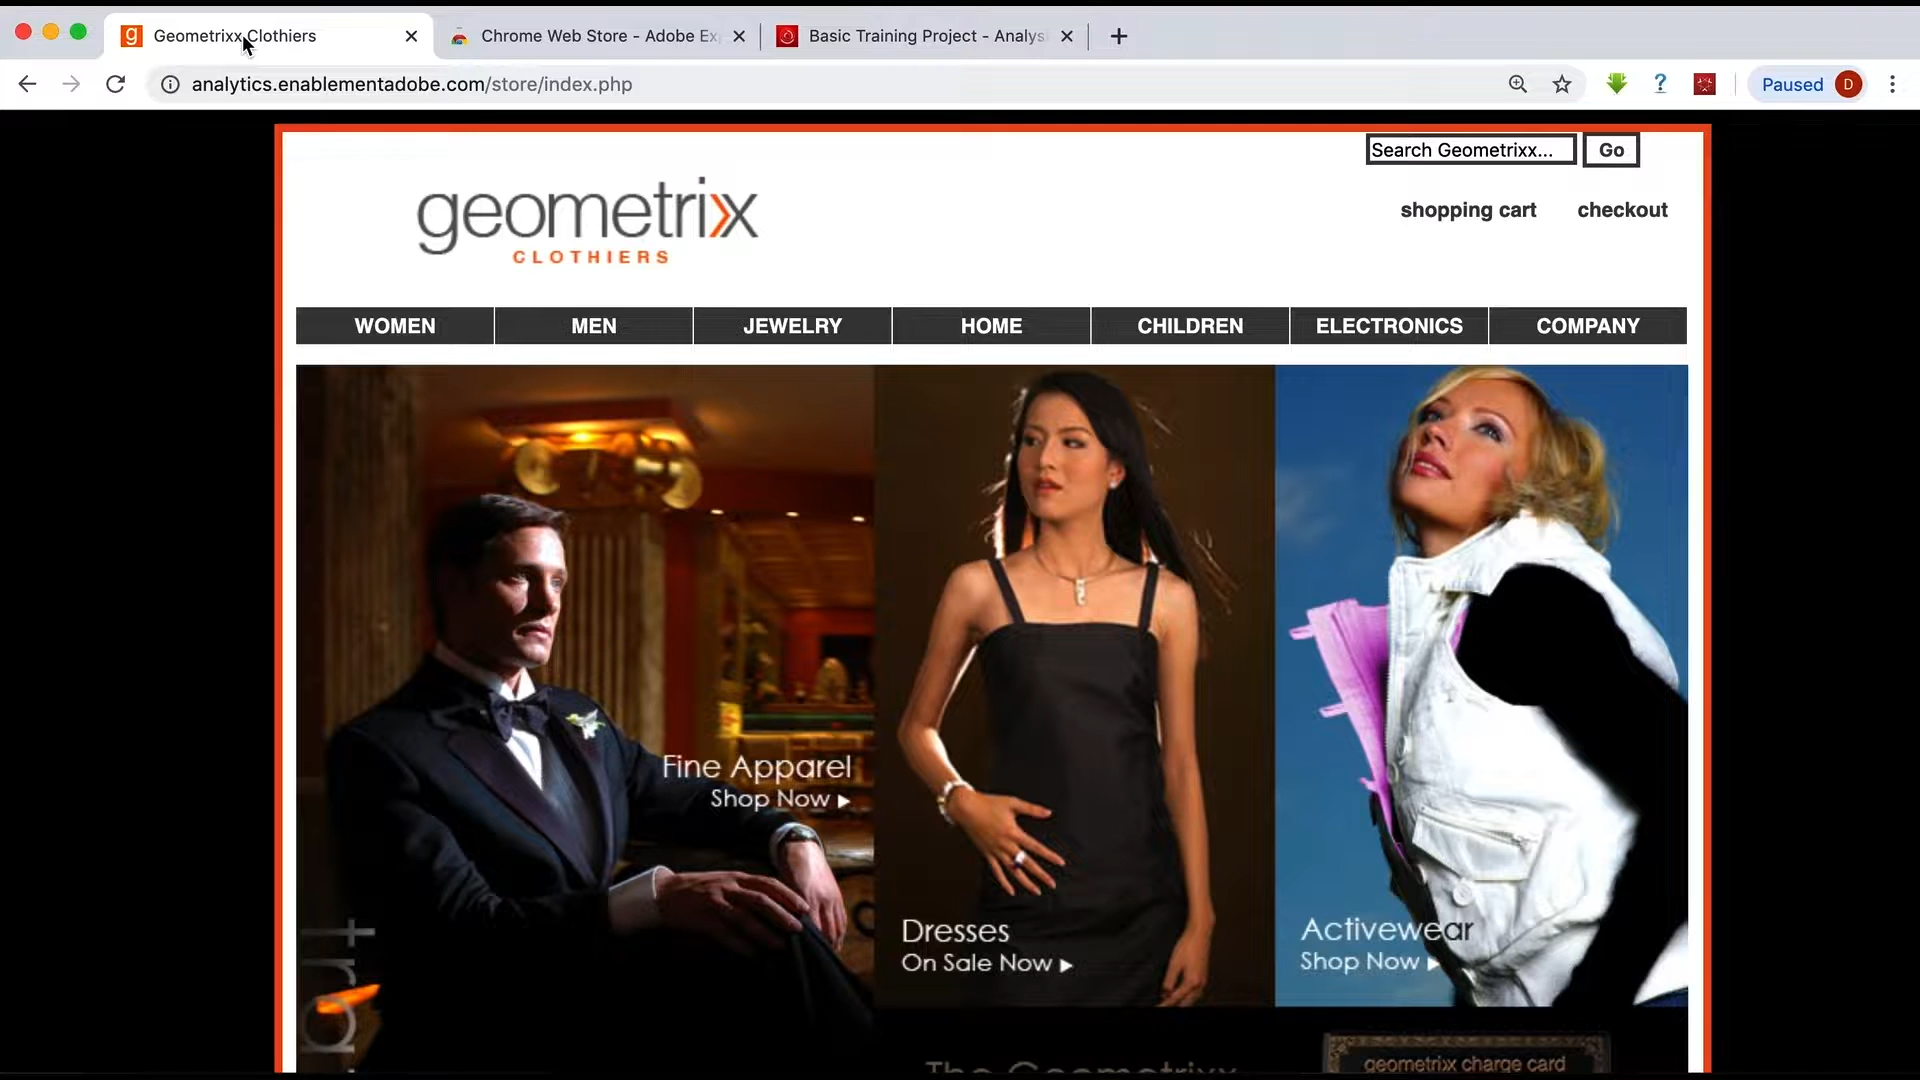 Geometrixx Clothiers
Chrome Web Store - Adobe Ex
Basic Training Project - Analys
analytics.enablementadobe.com/store/index.php
Paused
D
Search Geometrixx...
Go
geometrixx
CLOTHIERS
shopping cart
checkout
WOMEN
MEN
JEWELRY
HOME
CHILDREN
ELECTRONICS
COMPANY
Fine Apparel
Shop Now
Dresses
On Sale Now
Activewear
Shop Now
The Geometrixx
geometrixx charge card